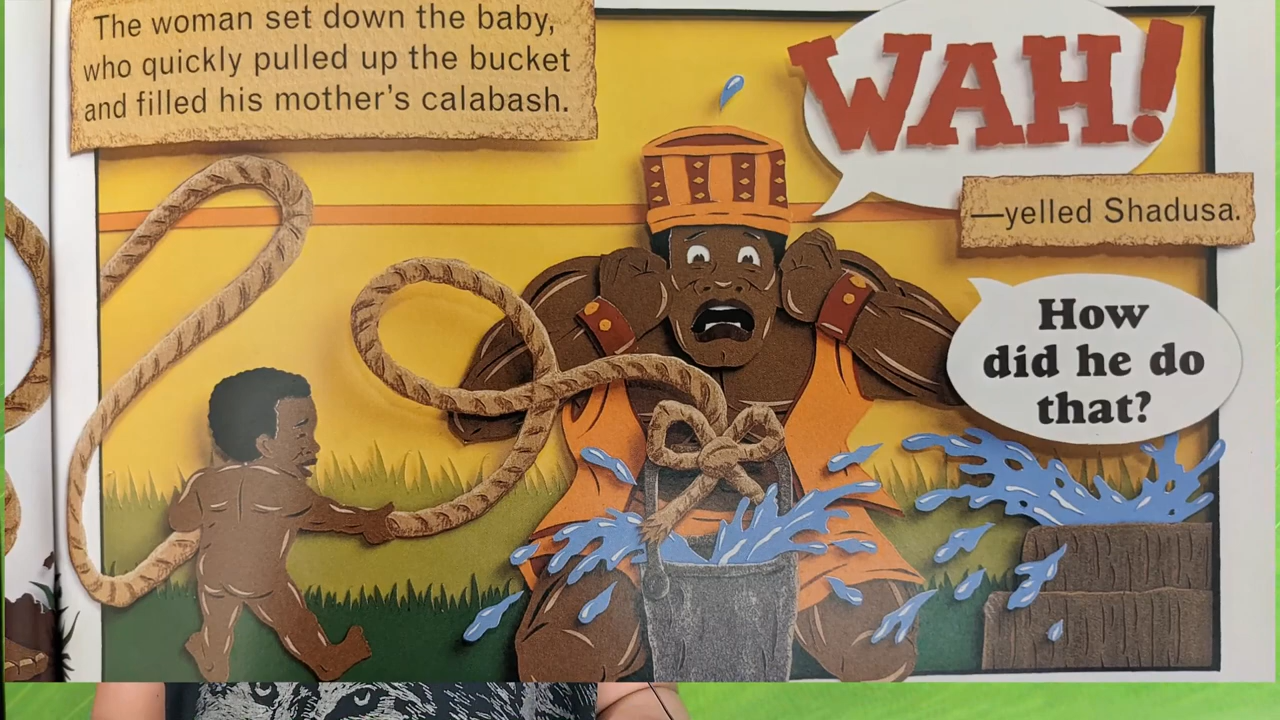 The woman set down the baby,
who quickly pulled up the bucket
and filled his mother's calabash.
WAH!
—yelled Shadusa.
How
did he do
that?